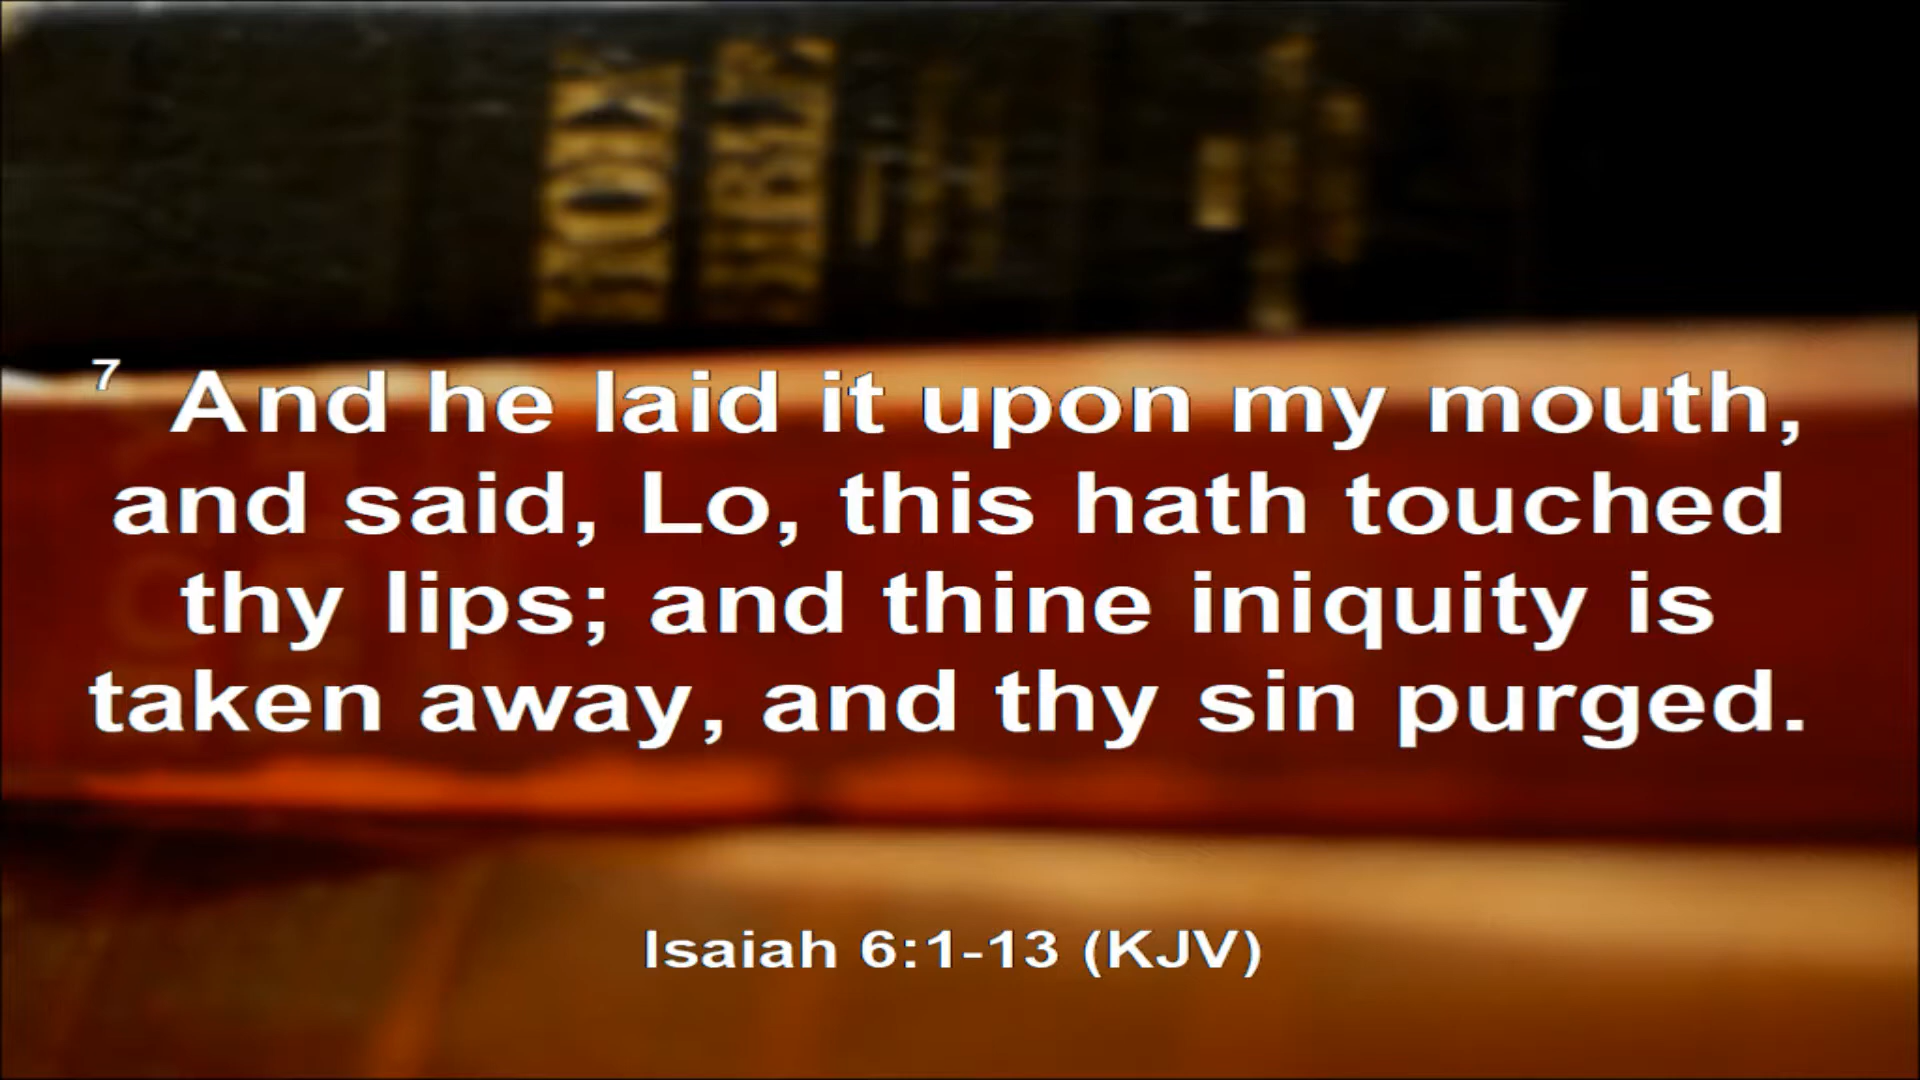 7 And he laid it upon my mouth,
and said, Lo, this hath touched
thy lips; and thine iniquity is
taken away, and thy sin purged.
Isaiah 6:1-13 (KJV)